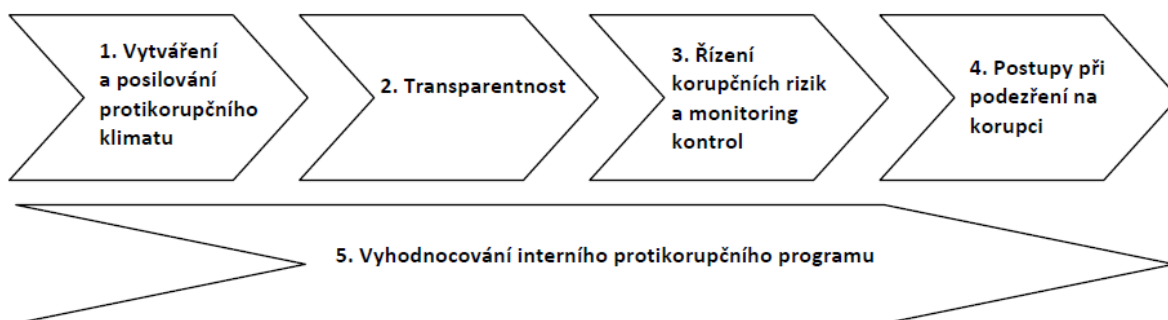 1. Vytváření
a posilování
protikorupčního
klimatu
2. Transparentnost
3. Řízení
korupčních rizik
a monitoring
kontrol
4. Postupy při
podezření na
korupci
5. Vyhodnocování interního protikorupčního programu